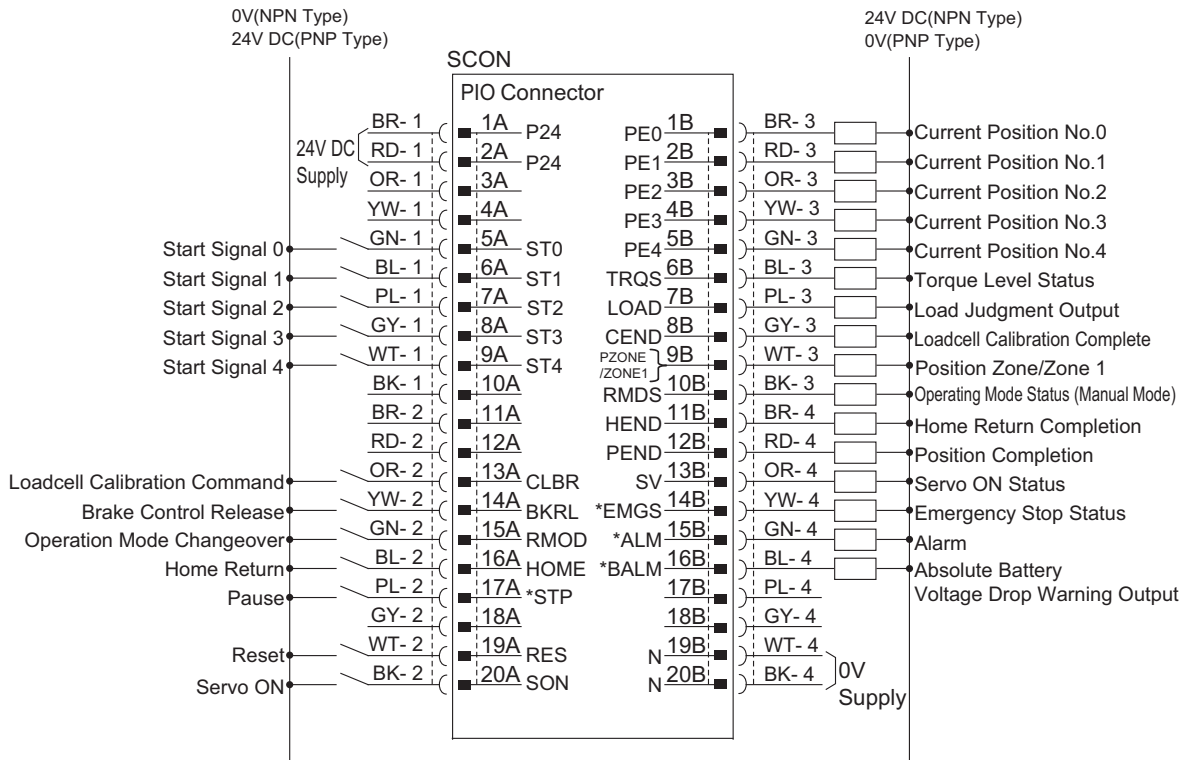 0V(NPN Type)
24V DC(PNP Type)
24V DC(NPN Type)
0V(PNP Type)
SCON
PIO Connector
24V DC
Supply
BR- 1 1A P24 PE0 1B BR- 3 Current Position No.0
RD- 1 2A P24 PE1 2B RD- 3 Current Position No.1
OR- 1 3A PE2 3B OR- 3 Current Position No.2
YW- 1 4A PE3 4B YW- 3 Current Position No.3
Start Signal 0 GN- 1 5A ST0 PE4 5B GN- 3 Current Position No.4
Start Signal 1 BL- 1 6A ST1 TRQS 6B BL- 3 Torque Level Status
Start Signal 2 PL- 1 7A ST2 LOAD 7B PL- 3 Load Judgment Output
Start Signal 3 GY- 1 8A ST3 CEND 8B GY- 3 Loadcell Calibration Complete
Start Signal 4 WT- 1 9A ST4 PZONE /ZONE1 9B WT- 3 Position Zone/Zone 1
BK- 1 10A RMDS 10B BK- 3 Operating Mode Status (Manual Mode)
BR- 2 11A HEND 11B BR- 4 Home Return Completion
RD- 2 12A PEND 12B RD- 4 Position Completion
Loadcell Calibration Command OR- 2 13A CLBR SV 13B OR- 4 Servo ON Status
Brake Control Release YW- 2 14A BKRL *EMGS 14B YW- 4 Emergency Stop Status
Operation Mode Changeover GN- 2 15A RMOD *ALM 15B GN- 4 Alarm
Home Return BL- 2 16A HOME *BALM 16B BL- 4 Absolute Battery
Pause PL- 2 17A *STP 17B PL- 4 Voltage Drop Warning Output
GY- 2 18A 18B GY- 4
Reset WT- 2 19A RES N 19B WT- 4
Servo ON BK- 2 20A SON N 20B BK- 4
0V
Supply